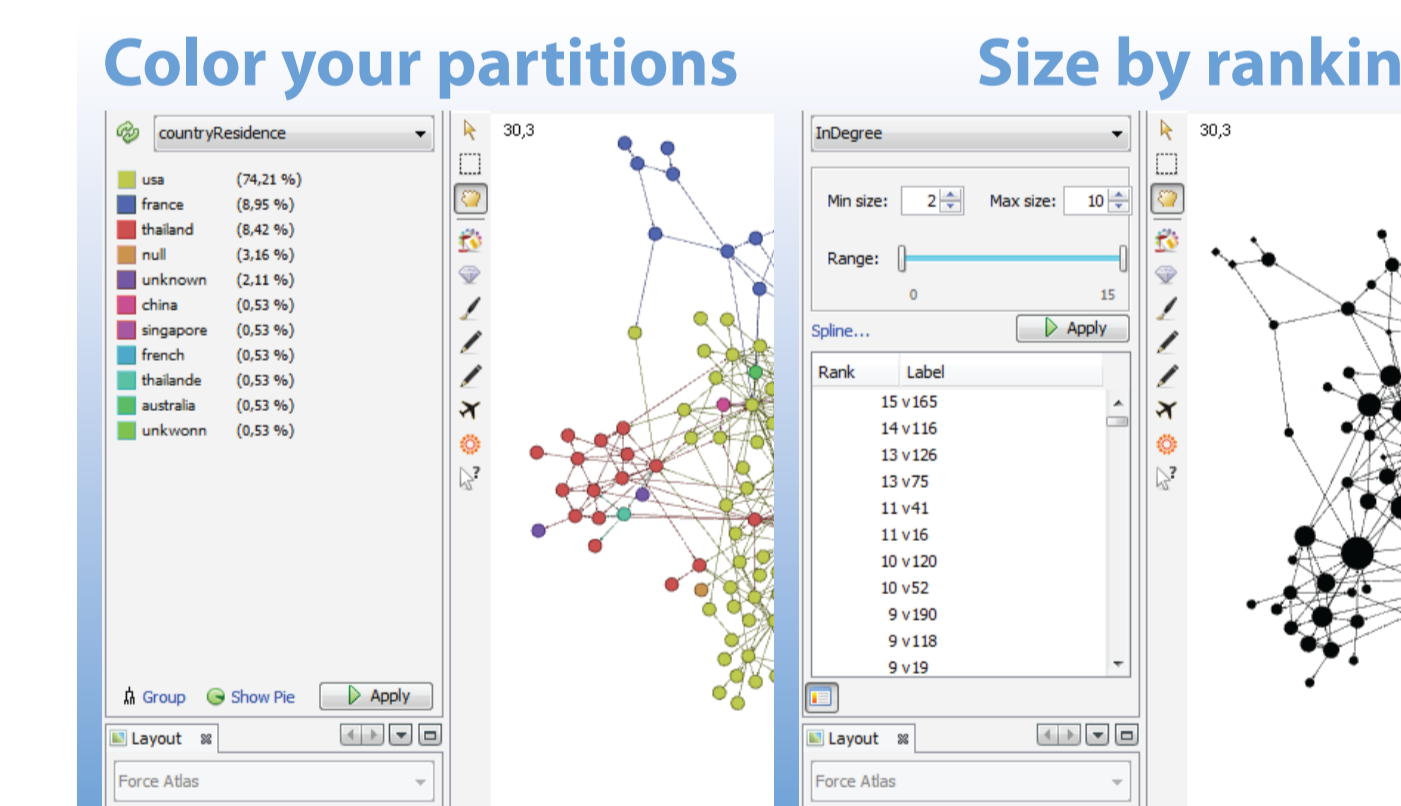 Color your partitions
countryResidence
30,3
usa (74,21 %)
france (8,95 %)
thailand (8,42 %)
null (3,16 %)
unknown (2,11 %)
china (0,53 %)
singapore (0,53 %)
french (0,53 %)
thailande (0,53 %)
australia (0,53 %)
unkwonn (0,53 %)
Group Show Pie Apply
Layout
Force Atlas
Size by rankin
InDegree
30,3
Min size: 2 Max size: 10
Range:
0 15
Spline... Apply
Rank Label
15 v165
14 v116
13 v126
13 v75
11 v41
11 v16
10 v120
10 v52
9 v190
9 v118
9 v19
Layout
Force Atlas